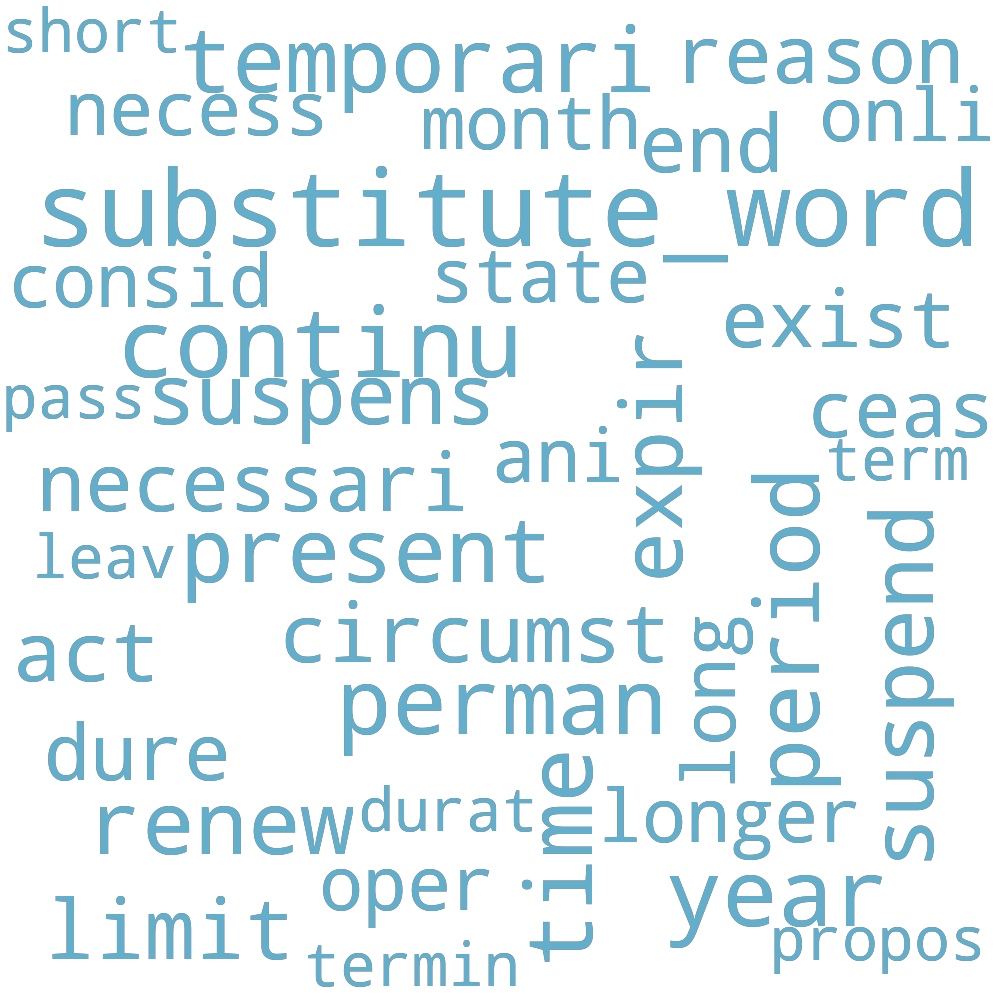 short
temporari
reason
necess
month
end
onli
substitute_word
consid
state
continu
exist
pass
suspens
expir
ceas
ani
term
necessari
period
suspend
leav
present
circumst
long
act
perman
dure
time
renew
durat
longer
oper
year
limit
termin
propos